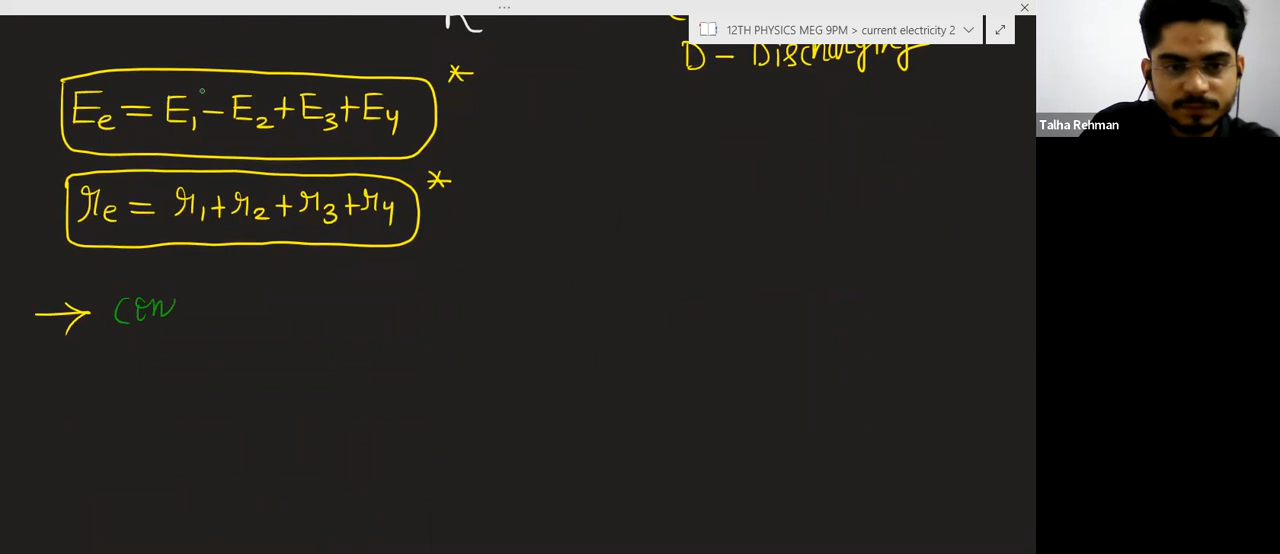 12TH PHYSICS MEG 9PM > current electricity 2
D - Discharging
Talha Rehman
Eₑ = E₁ - E₂ + E₃ + E₄ *
rₑ = r₁ + r₂ + r₃ + r₄ *
→ con